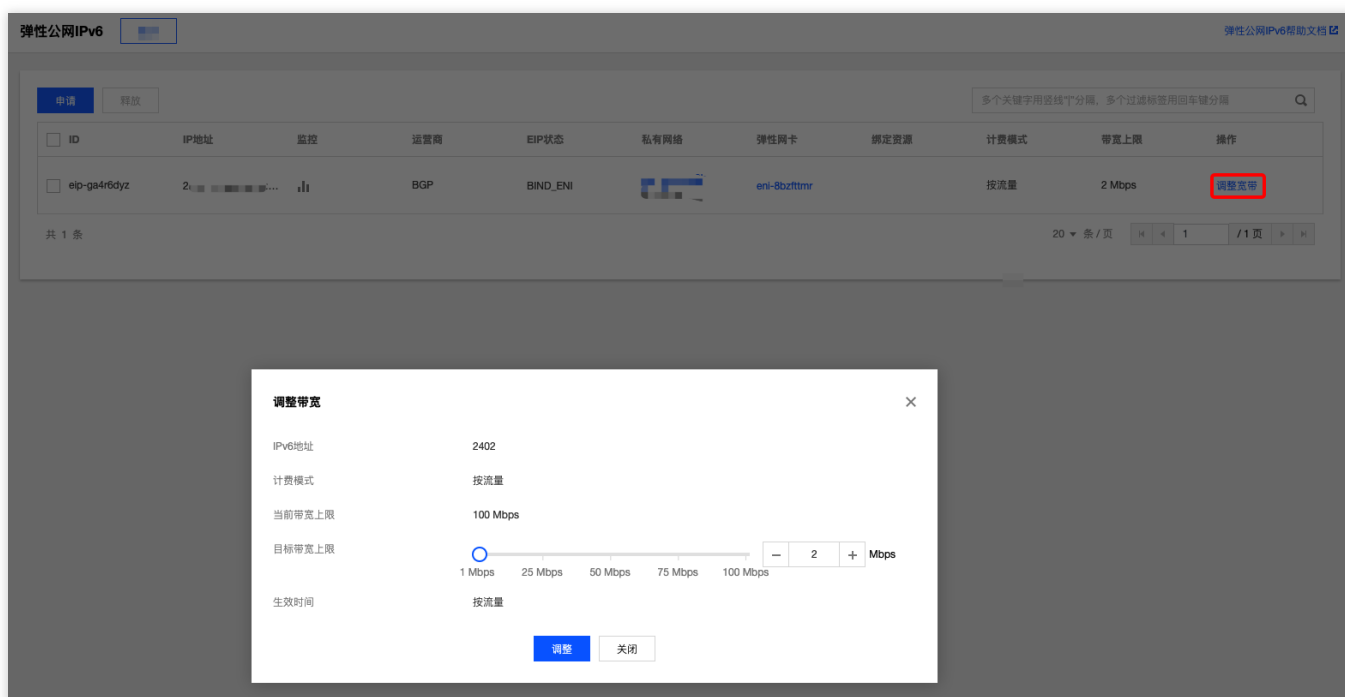 弹性公网IPv6 弹性公网IPv6帮助文档
申请 释放 多个关键字用竖线"|"分隔，多个过滤标签用回车键分隔
ID IP地址 监控 运营商 EIP状态 私有网络 弹性网卡 绑定资源 计费模式 带宽上限 操作
eip-ga4r6dyz BGP BIND_ENI eni-8bzfttmr 按流量 2 Mbps 调整宽带
共 1 条 20 条 / 页 1 / 1 页
调整带宽
IPv6地址 2402
计费模式 按流量
当前带宽上限 100 Mbps
目标带宽上限 2 Mbps
1 Mbps 25 Mbps 50 Mbps 75 Mbps 100 Mbps
生效时间 按流量
调整 关闭